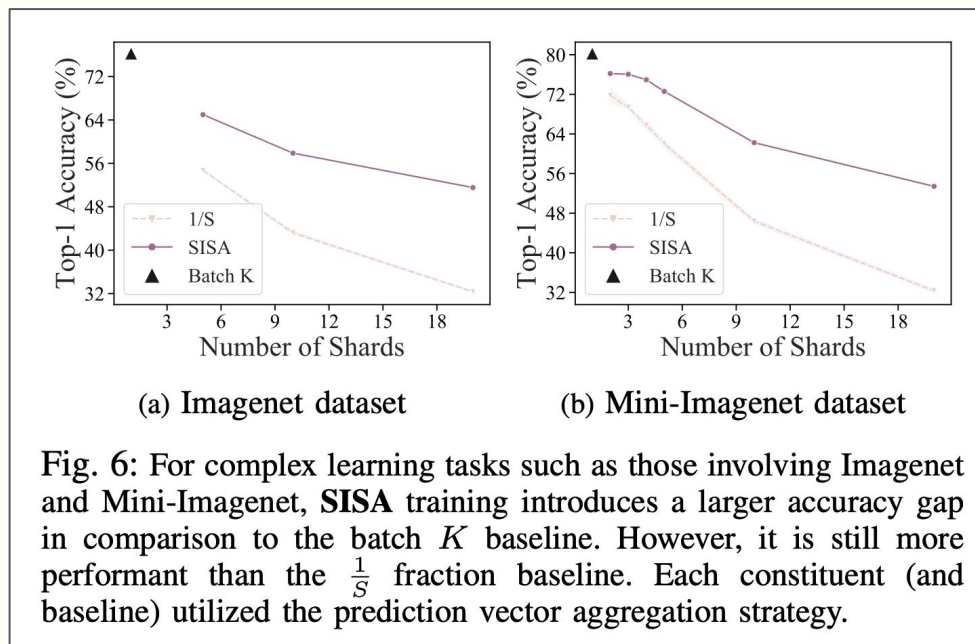 Top-1 Accuracy (%)
72
64
56
48
40
32
1/S
SISA
Batch K
3 6 9 12 15 18
Number of Shards
(a) Imagenet dataset
Top-1 Accuracy (%)
80
72
64
56
48
40
32
1/S
SISA
Batch K
3 6 9 12 15 18
Number of Shards
(b) Mini-Imagenet dataset
Fig. 6: For complex learning tasks such as those involving Imagenet
and Mini-Imagenet, SISA training introduces a larger accuracy gap
in comparison to the batch K baseline. However, it is still more
performant than the 1/S fraction baseline. Each constituent (and
baseline) utilized the prediction vector aggregation strategy.